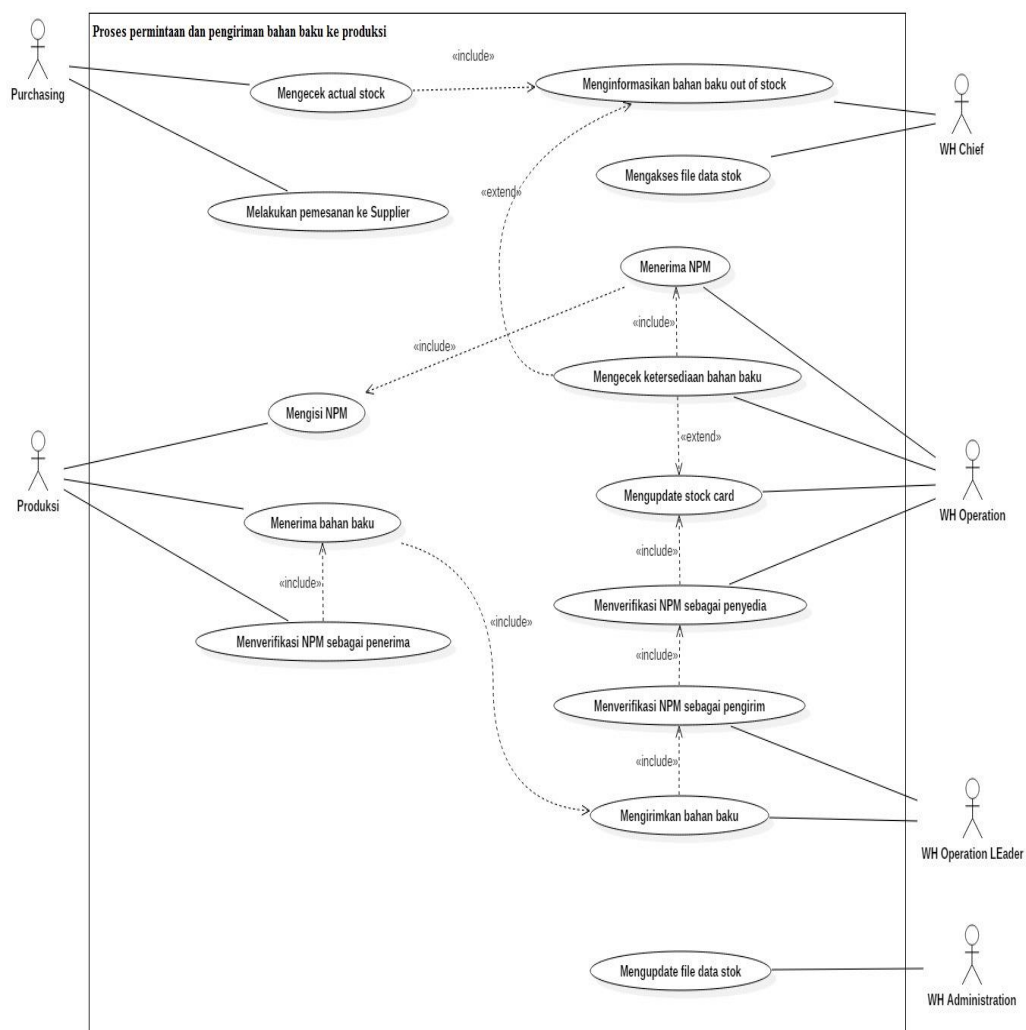 Proses permintaan dan pengiriman bahan baku ke produksi
«include»
Purchasing
Mengecek actual stock
Menginformasikan bahan baku out of stock
WH Chief
Mengakses file data stok
«extend»
Melakukan pemesanan ke Supplier
Menerima NPM
«include»
«include»
Mengecek ketersediaan bahan baku
Mengisi NPM
«extend»
Produksi
Mengupdate stock card
WH Operation
Menerima bahan baku
«include»
«include»
Menverifikasi NPM sebagai penyedia
«include»
Menverifikasi NPM sebagai penerima
«include»
Menverifikasi NPM sebagai pengirim
«include»
Mengirimkan bahan baku
WH Operation LEader
Mengupdate file data stok
WH Administration